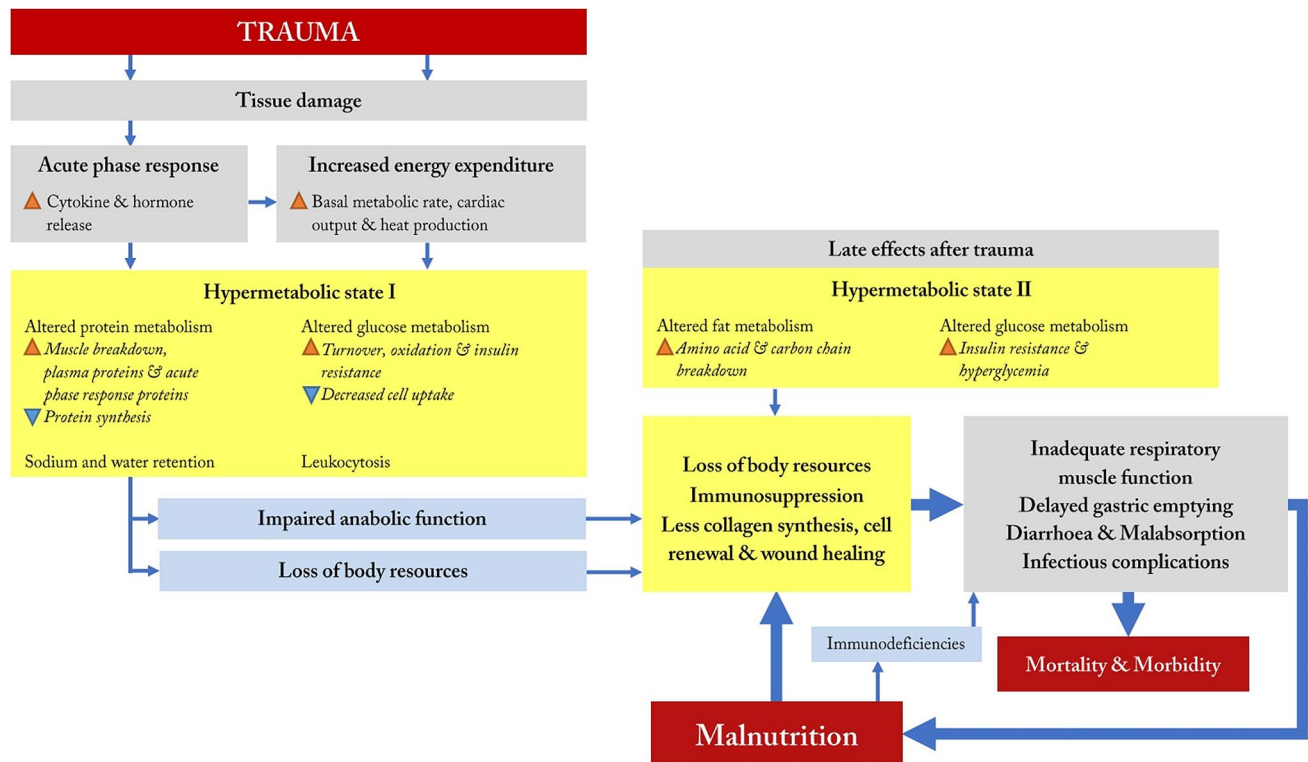 TRAUMA
Tissue damage
Acute phase response
Cytokine & hormone
release
Increased energy expenditure
Basal metabolic rate, cardiac
output & heat production
Hypermetabolic state I
Altered protein metabolism
Muscle breakdown,
plasma proteins & acute
phase response proteins
Protein synthesis
Sodium and water retention
Altered glucose metabolism
Turnover, oxidation & insulin
resistance
Decreased cell uptake
Leukocytosis
Impaired anabolic function
Loss of body resources
Late effects after trauma
Hypermetabolic state II
Altered fat metabolism
Amino acid & carbon chain
breakdown
Altered glucose metabolism
Insulin resistance &
hyperglycemia
Loss of body resources
Immunosuppression
Less collagen synthesis, cell
renewal & wound healing
Inadequate respiratory
muscle function
Delayed gastric emptying
Diarrhoea & Malabsorption
Infectious complications
Immunodeficiencies
Mortality & Morbidity
Malnutrition